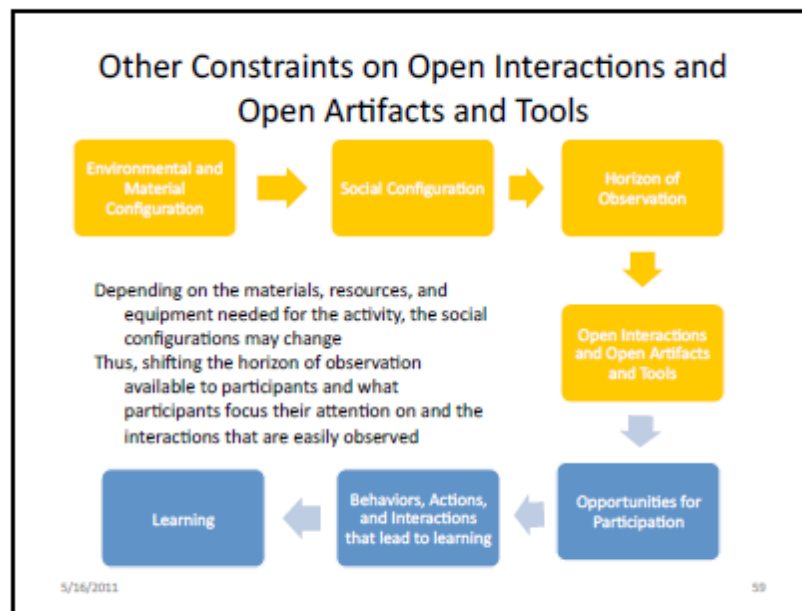 Other Constraints on Open Interactions and
Open Artifacts and Tools
Environmental and
Material
Configuration
Social Configuration
Horizon of
Observation
Depending on the materials, resources, and
equipment needed for the activity, the social
configurations may change
Thus, shifting the horizon of observation
available to participants and what
participants focus their attention on and the
interactions that are easily observed
Open Interactions
and Open Artifacts
and Tools
Opportunities for
Participation
Behaviors, Actions,
and Interactions
that lead to learning
Learning
5/16/2011
59